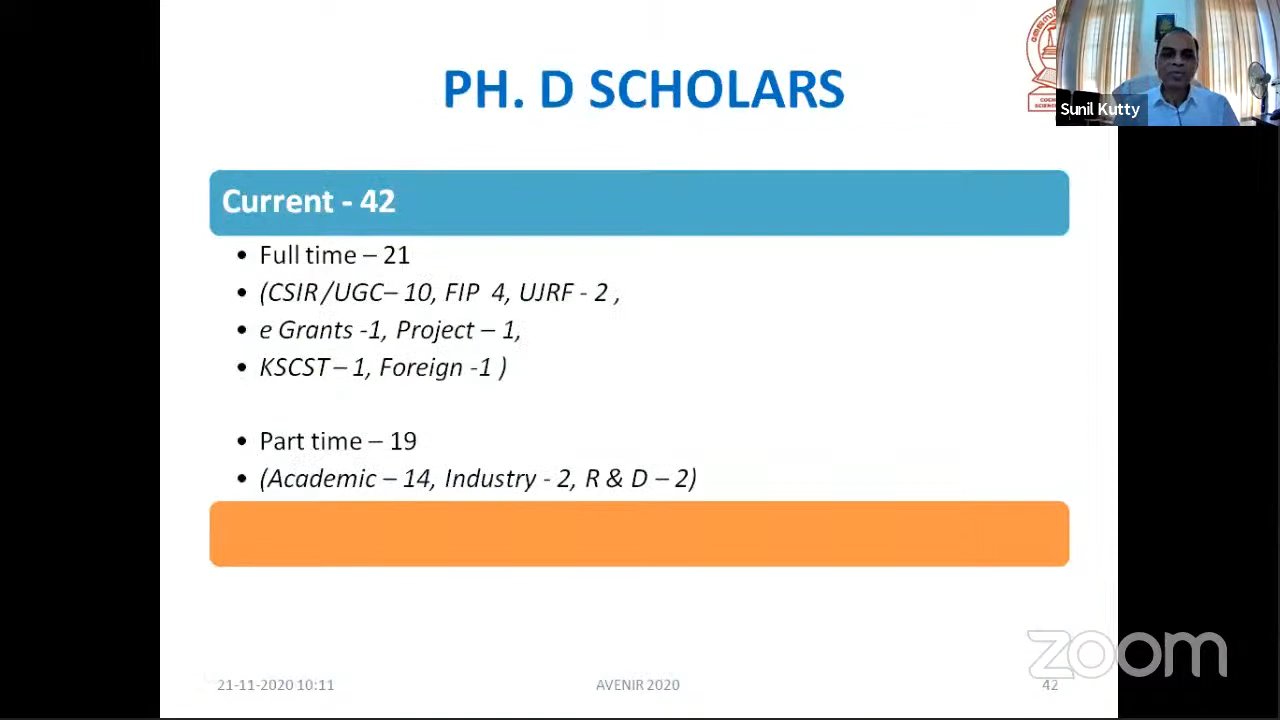 PH. D SCHOLARS
Sunil Kutty
Current - 42
• Full time – 21
• (CSIR/UGC– 10, FIP 4, UJRF - 2 ,
• e Grants -1, Project – 1,
• KSCST – 1, Foreign -1 )
• Part time – 19
• (Academic – 14, Industry - 2, R & D – 2)
zoom
21-11-2020 10:11
AVENIR 2020
42